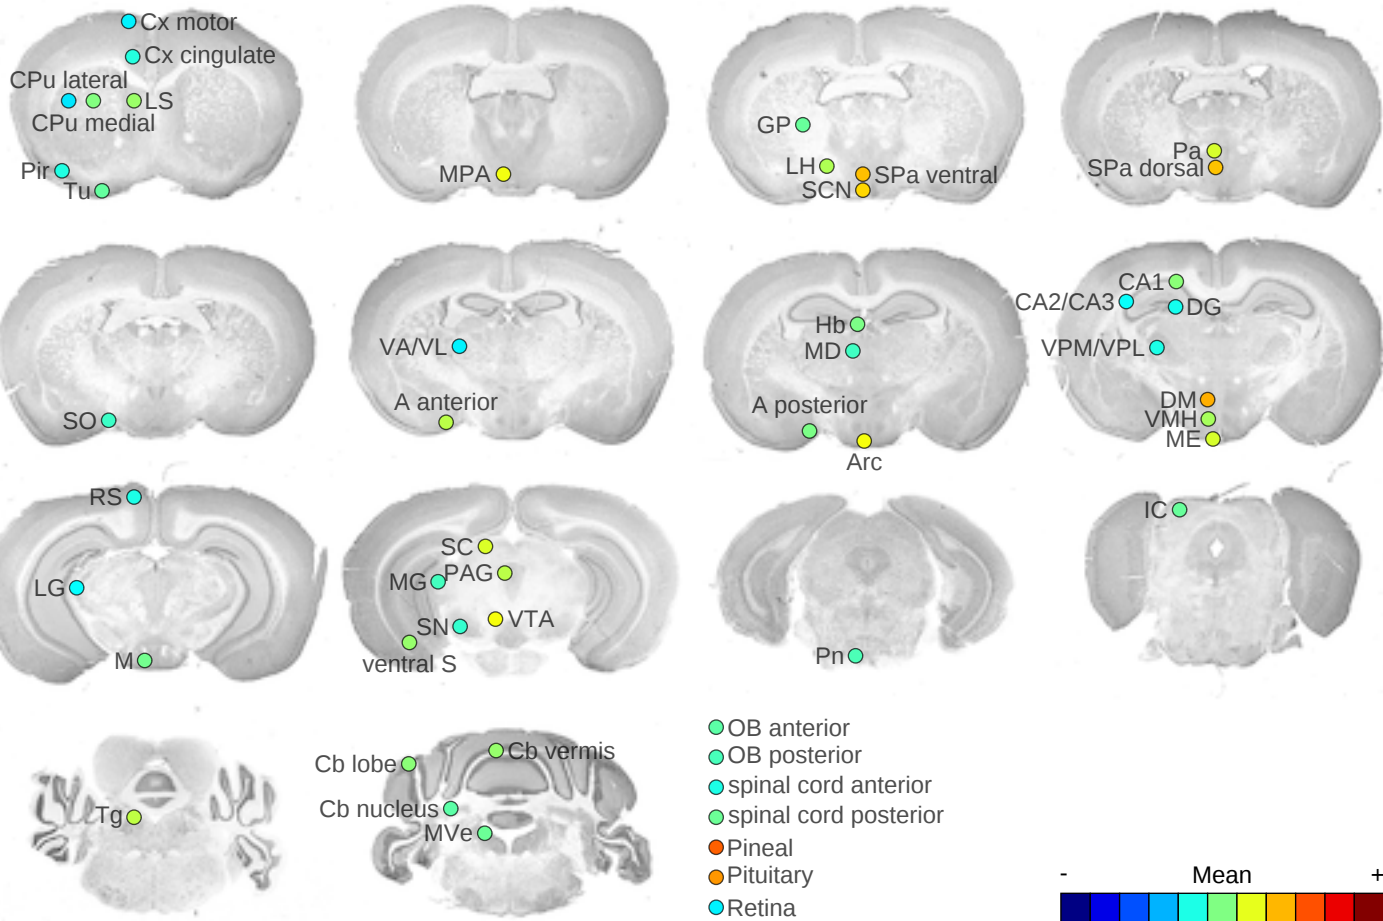 Cx motor
Cx cingulate
CPu lateral
LS
CPu medial
Pir
Tu
MPA
GP
LH
SPa ventral
SCN
Pa
SPa dorsal
SO
VA/VL
A anterior
Hb
MD
A posterior
Arc
CA1
CA2/CA3
DG
VPM/VPL
DM
VMH
ME
RS
LG
M
SC
PAG
MG
VTA
SN
ventral S
Pn
IC
Tg
Cb vermis
Cb lobe
Cb nucleus
MVe
OB anterior
OB posterior
spinal cord anterior
spinal cord posterior
Pineal
Pituitary
Retina
- Mean +